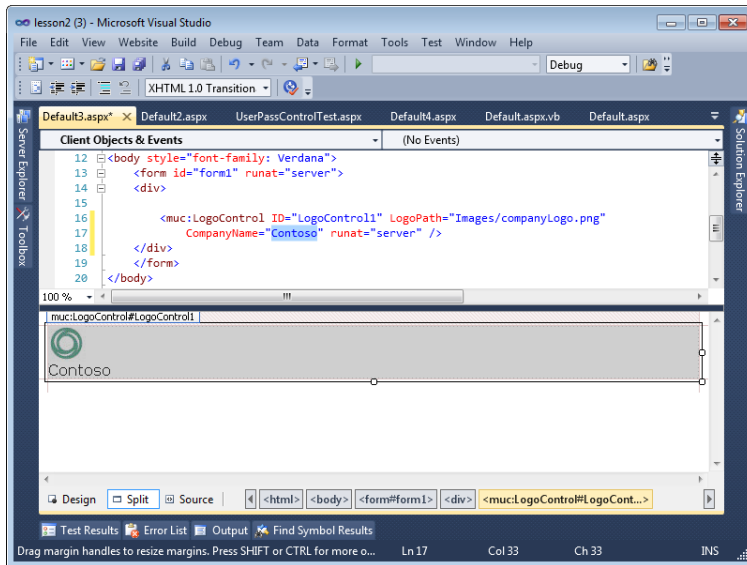 lesson2 (3) - Microsoft Visual Studio
File Edit View Website Build Debug Team Data Format Tools Test Window Help
Debug
XHTML 1.0 Transition
Default3.aspx* Default2.aspx UserPassControlTest.aspx Default4.aspx Default.aspx.vb Default.aspx
Server Explorer
Toolbox
Solution Explorer
Client Objects & Events (No Events)
12 <body style="font-family: Verdana">
13 <form id="form1" runat="server">
14 <div>
15
16 <muc:LogoControl ID="LogoControl1" LogoPath="Images/companyLogo.png"
17 CompanyName="Contoso" runat="server" />
18 </div>
19 </form>
20 </body>
100 %
muc:LogoControl#LogoControl1
Contoso
Design Split Source <html> <body> <form#form1> <div> <muc:LogoControl#LogoCont...>
Test Results Error List Output Find Symbol Results
Drag margin handles to resize margins. Press SHIFT or CTRL for more o... Ln 17 Col 33 Ch 33 INS